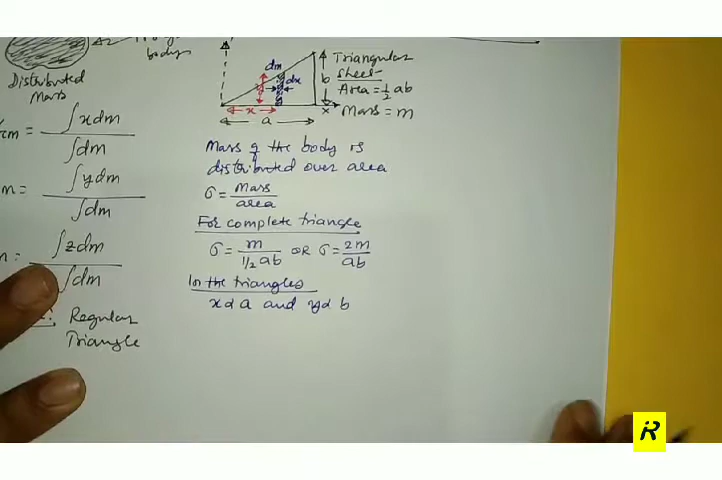 bodys
Distributed
Mass
dm
dx
x
a
b
x
Triangular
Sheet
Area = 1/2 ab
Mass = m
cm = ∫xdm / ∫dm
m = ∫ydm / ∫dm
m = ∫zdm / ∫dm
Regular
Triangle
Mass of the body is
distributed over area
σ = Mass / area
For complete triangle
σ = m / 1/2 ab OR σ = 2m / ab
In the triangles
x α a and y α b
iR